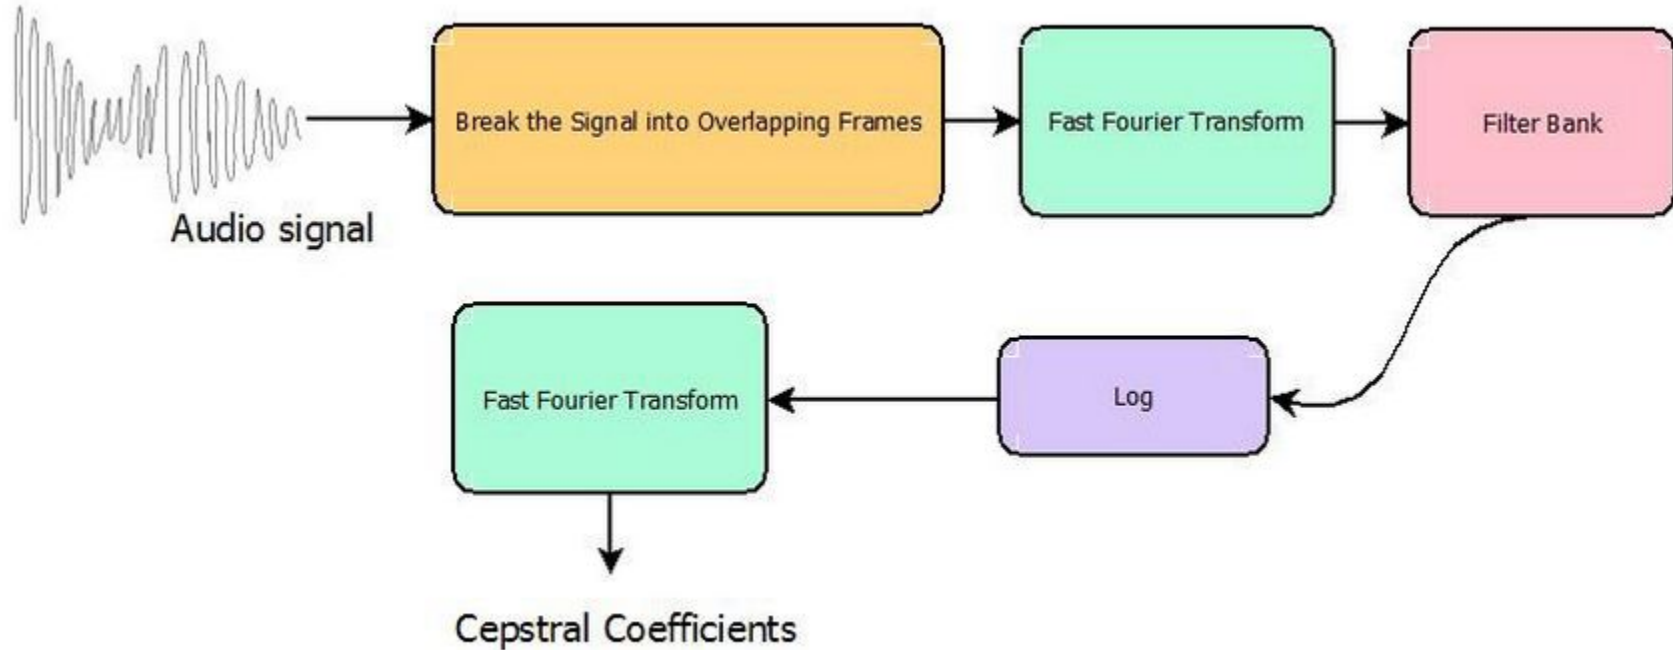 Break the Signal into Overlapping Frames
Fast Fourier Transform
Filter Bank
Audio signal
Log
Fast Fourier Transform
Cepstral Coefficients